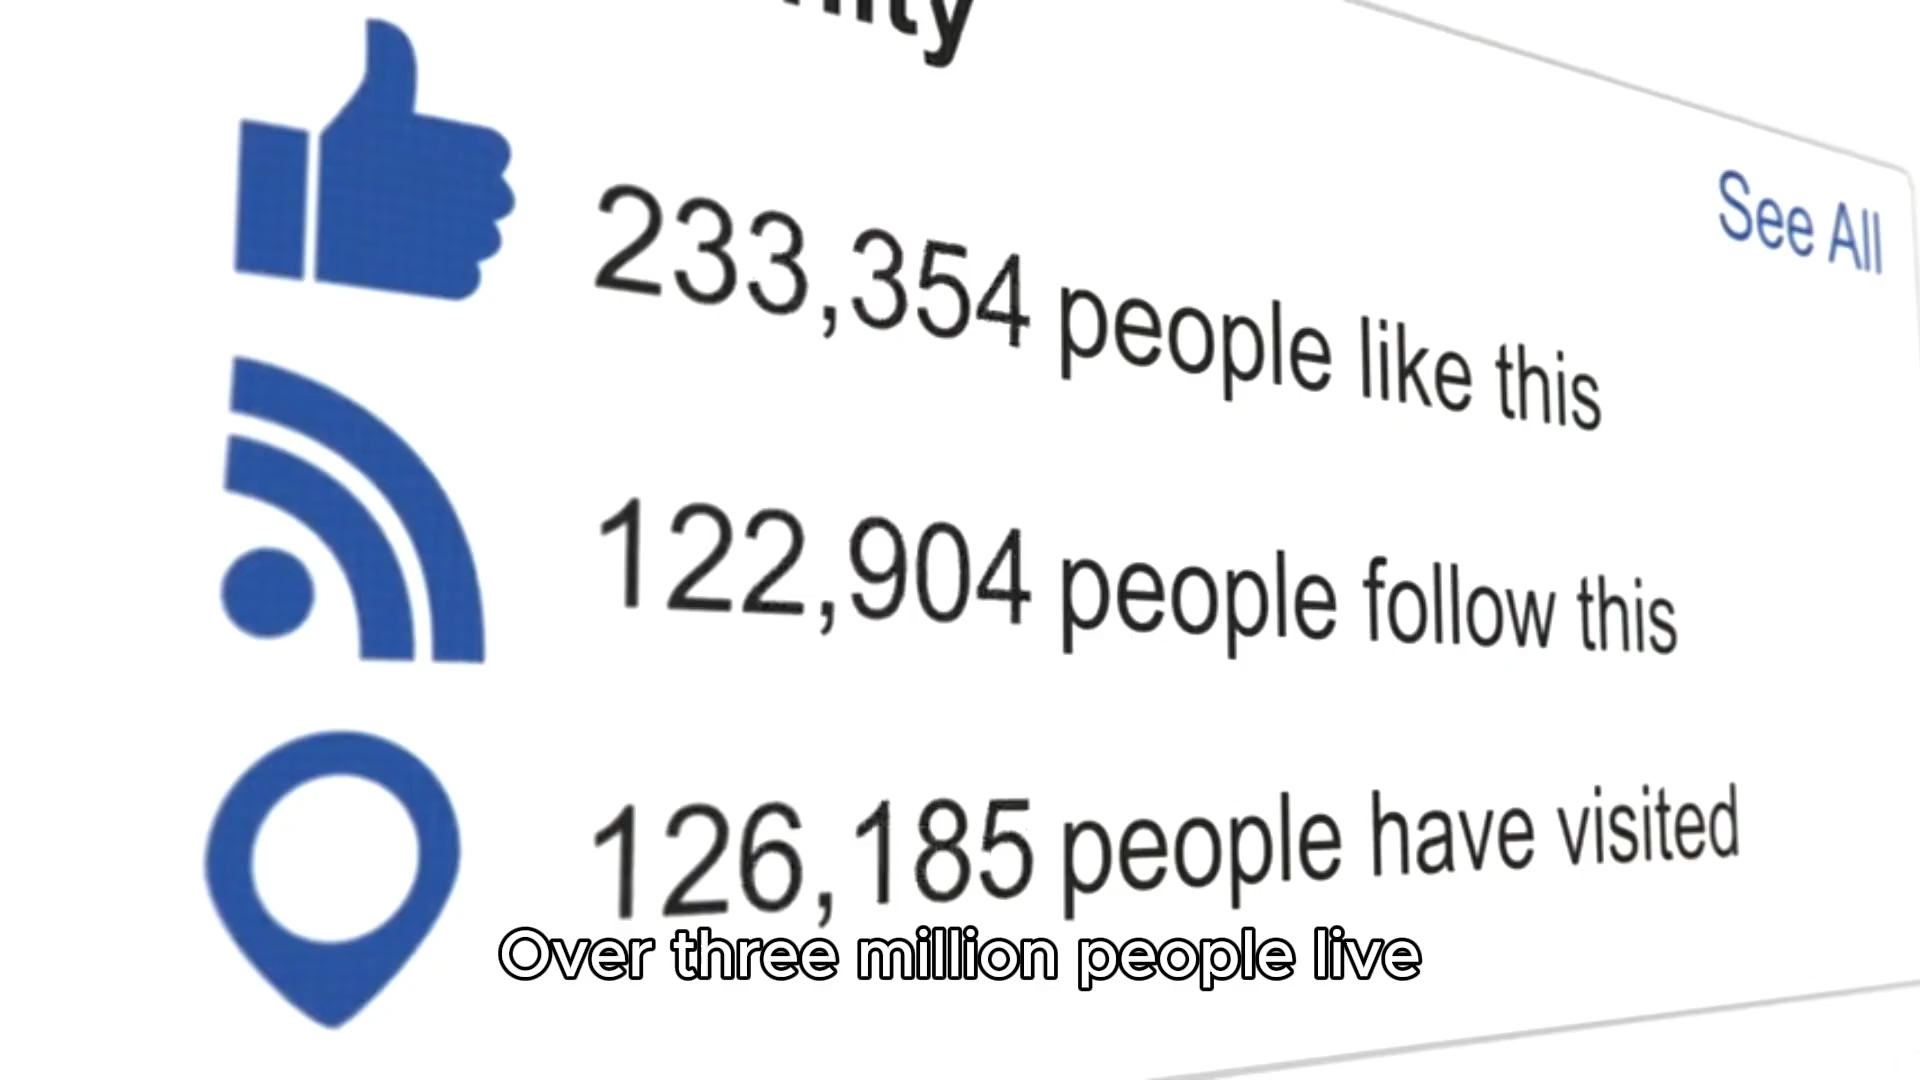 See All
233,354 people like this
122,904 people follow this
126,185 people have visited
Over three million people live